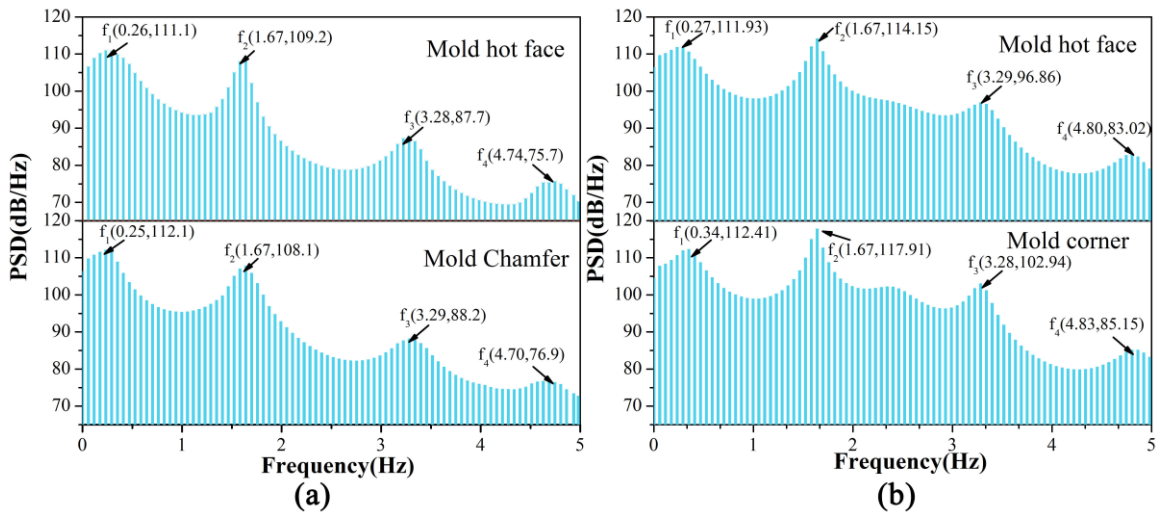 120
110
100
90
80
70
f1(0.26,111.1)
f2(1.67,109.2)
Mold hot face
f3(3.28,87.7)
f4(4.74,75.7)
120
110
100
90
80
70
f1(0.25,112.1)
f2(1.67,108.1)
Mold Chamfer
f3(3.29,88.2)
f4(4.70,76.9)
PSD(dB/Hz)
0 1 2 3 4 5
Frequency(Hz)
(a)
120
110
100
90
80
70
f1(0.27,111.93)
f2(1.67,114.15)
Mold hot face
f3(3.29,96.86)
f4(4.80,83.02)
120
110
100
90
80
70
f1(0.34,112.41)
f2(1.67,117.91)
Mold corner
f3(3.28,102.94)
f4(4.83,85.15)
PSD(dB/Hz)
0 1 2 3 4 5
Frequency(Hz)
(b)